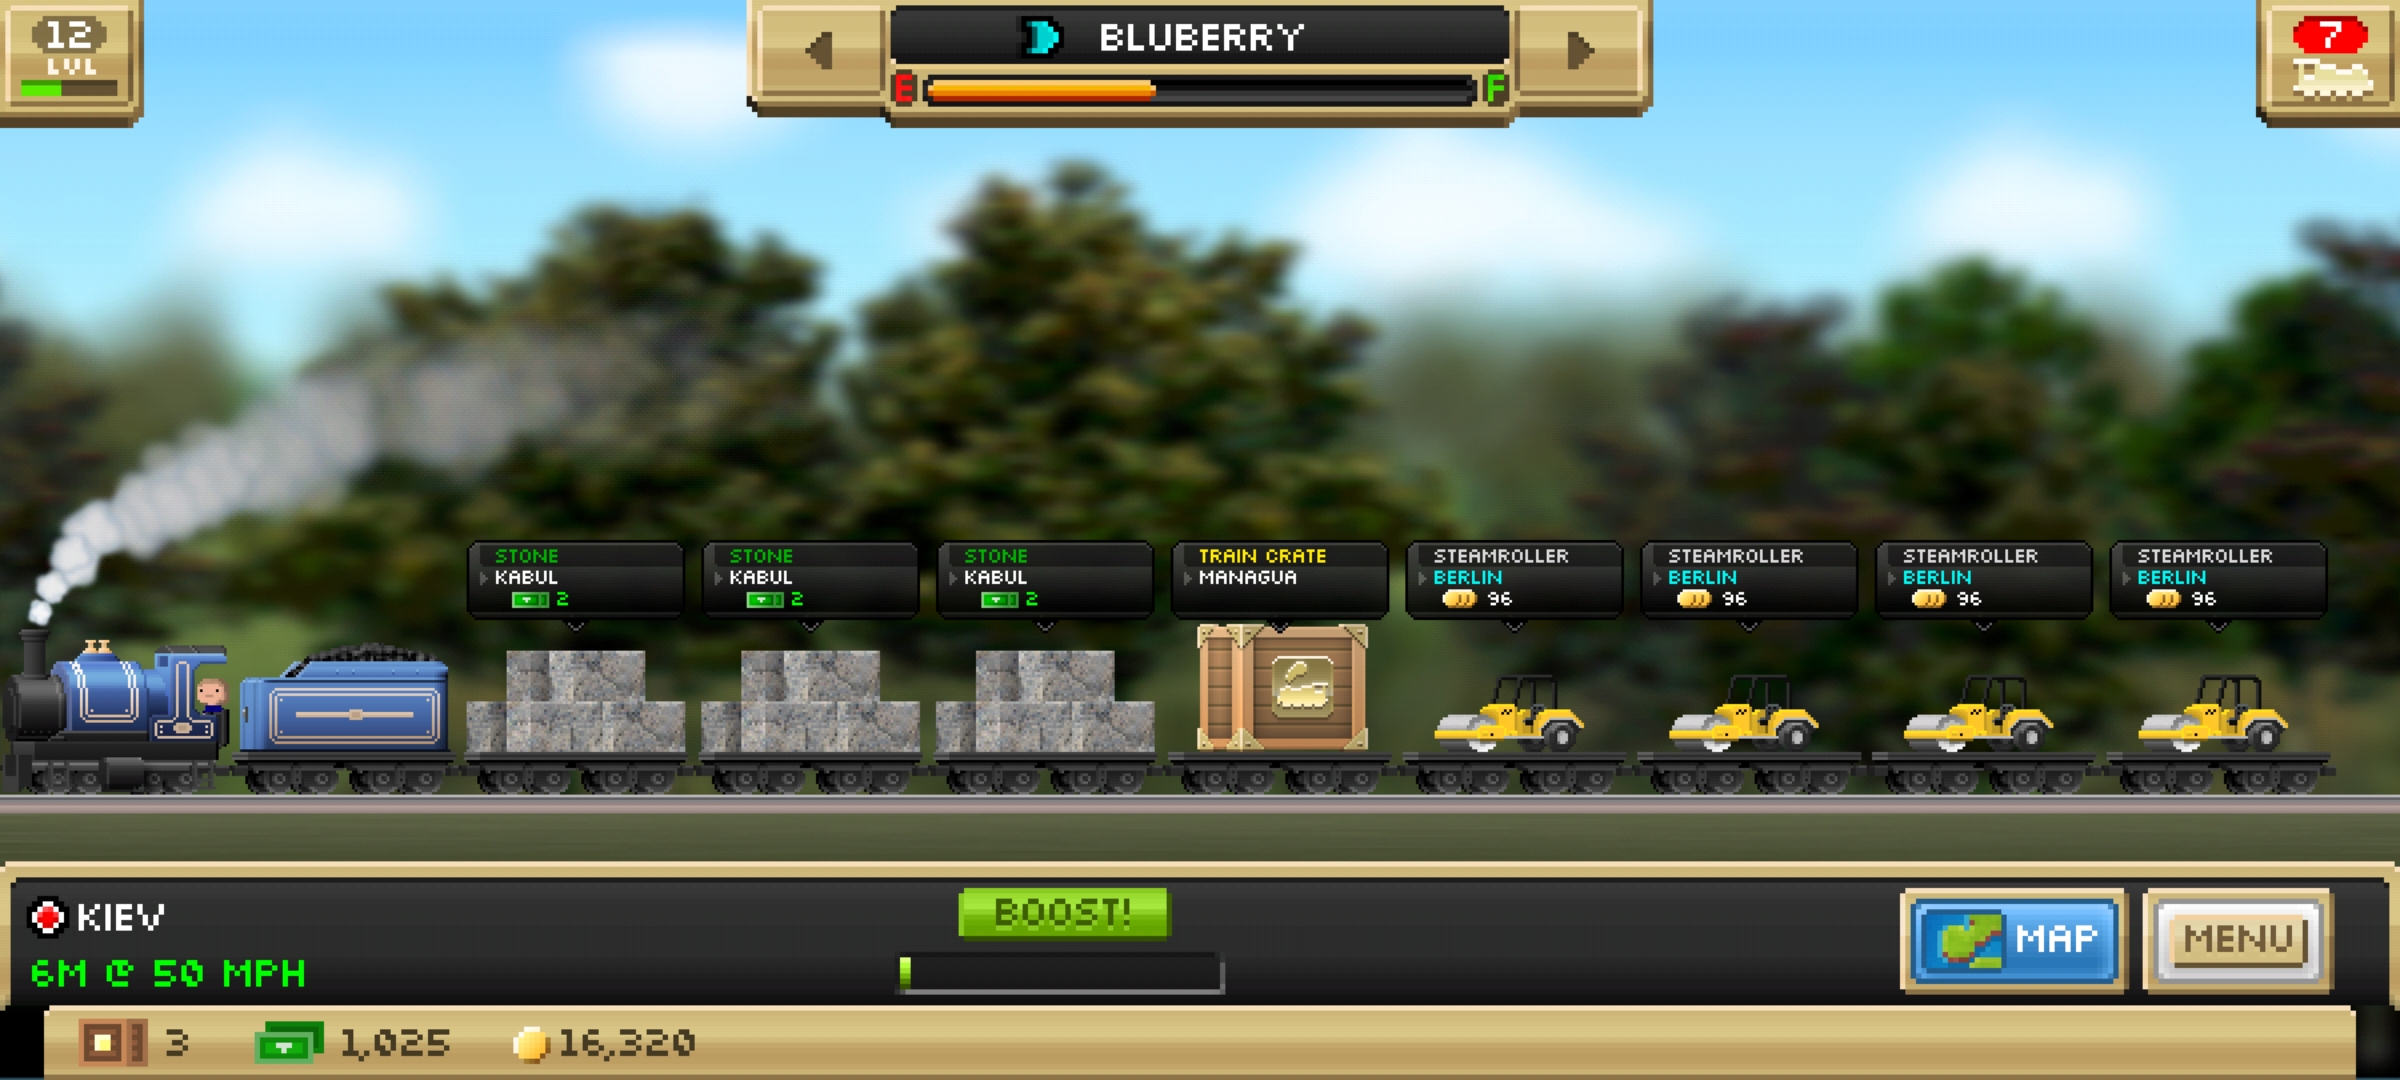 12
LVL
BLUBERRY
E F
7
STONE
KABUL
2
STONE
KABUL
2
STONE
KABUL
2
TRAIN CRATE
MANAGUA
STEAMROLLER
BERLIN
96
STEAMROLLER
BERLIN
96
STEAMROLLER
BERLIN
96
STEAMROLLER
BERLIN
96
KIEV
6M @ 50 MPH
BOOST!
MAP
MENU
3 1,025 16,320